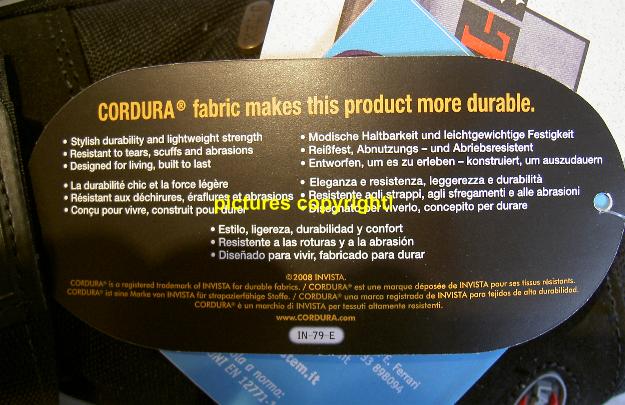 CORDURA® fabric makes this product more durable.
• Stylish durability and lightweight strength
• Resistant to tears, scuffs and abrasions
• Designed for living, built to last
• Modische Haltbarkeit und leichtgewichtige Festigkeit
• Reißfest, Abnutzungs - und Abriebsresistent
• Entworfen, um es zu erleben - konstruiert, um auszudauern
• La durabilité chic et la force légère
• Résistant aux déchirures, éraflures et abrasions
• Conçu pour vivre, construit pour durer
• Eleganza e resistenza, leggerezza e durabilità
• Resistente agli strappi, agli sfregamenti e alle abrasioni
• Disegnato per viverlo, concepito per durare
pictures copyright
• Estilo, ligereza, durabilidad y confort
• Resistente a las roturas y a la abrasión
• Diseñado para vivir, fabricado para durar
©2008 INVISTA.
CORDURA® is a registered trademark of INVISTA for durable fabrics. / CORDURA® est une marque déposée de INVISTA pour ses tissus résistants.
CORDURA® ist eine Marke von INVISTA für strapazierfähige Stoffe. / CORDURA® una marca registrada de INVISTA para tejidos de alta durabilidad.
CORDURA® è un marchio di INVISTA per tessuti altamente resistenti.
www.CORDURA.com
IN-79-E
E. Ferrari
33 898094
stem.it
a norma:
UNI EN 12771: